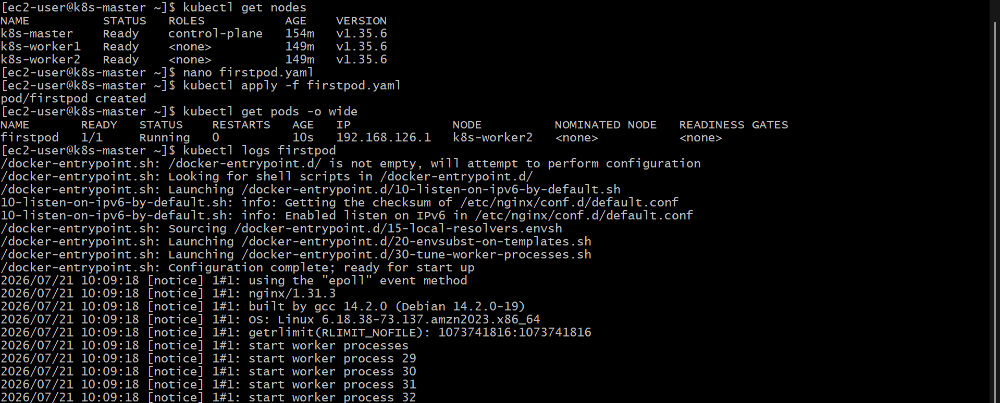 [ec2-user@k8s-master ~]$ kubectl get nodes
NAME          STATUS   ROLES           AGE    VERSION
k8s-master    Ready    control-plane   154m   v1.35.6
k8s-worker1   Ready    <none>          149m   v1.35.6
k8s-worker2   Ready    <none>          149m   v1.35.6
[ec2-user@k8s-master ~]$ nano firstpod.yaml
[ec2-user@k8s-master ~]$ kubectl apply -f firstpod.yaml
pod/firstpod created
[ec2-user@k8s-master ~]$ kubectl get pods -o wide
NAME       READY   STATUS    RESTARTS   AGE   IP              NODE          NOMINATED NODE   READINESS GATES
firstpod   1/1     Running   0          10s   192.168.126.1   k8s-worker2   <none>           <none>
[ec2-user@k8s-master ~]$ kubectl logs firstpod
/docker-entrypoint.sh: /docker-entrypoint.d/ is not empty, will attempt to perform configuration
/docker-entrypoint.sh: Looking for shell scripts in /docker-entrypoint.d/
/docker-entrypoint.sh: Launching /docker-entrypoint.d/10-listen-on-ipv6-by-default.sh
10-listen-on-ipv6-by-default.sh: info: Getting the checksum of /etc/nginx/conf.d/default.conf
10-listen-on-ipv6-by-default.sh: info: Enabled listen on IPv6 in /etc/nginx/conf.d/default.conf
/docker-entrypoint.sh: Sourcing /docker-entrypoint.d/15-local-resolvers.envsh
/docker-entrypoint.sh: Launching /docker-entrypoint.d/20-envsubst-on-templates.sh
/docker-entrypoint.sh: Launching /docker-entrypoint.d/30-tune-worker-processes.sh
/docker-entrypoint.sh: Configuration complete; ready for start up
2026/07/21 10:09:18 [notice] 1#1: using the "epoll" event method
2026/07/21 10:09:18 [notice] 1#1: nginx/1.31.3
2026/07/21 10:09:18 [notice] 1#1: built by gcc 14.2.0 (Debian 14.2.0-19)
2026/07/21 10:09:18 [notice] 1#1: OS: Linux 6.18.38-73.137.amzn2023.x86_64
2026/07/21 10:09:18 [notice] 1#1: getrlimit(RLIMIT_NOFILE): 1073741816:1073741816
2026/07/21 10:09:18 [notice] 1#1: start worker processes
2026/07/21 10:09:18 [notice] 1#1: start worker process 29
2026/07/21 10:09:18 [notice] 1#1: start worker process 30
2026/07/21 10:09:18 [notice] 1#1: start worker process 31
2026/07/21 10:09:18 [notice] 1#1: start worker process 32